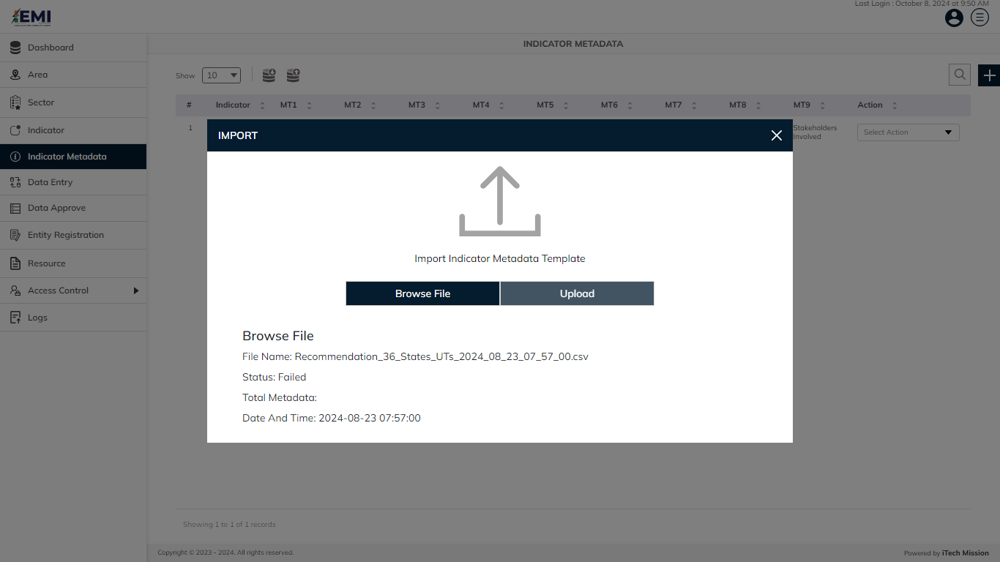 Last Login : October 8, 2024 at 9:50 AM
EMI
Dashboard
Area
Sector
Indicator
Indicator Metadata
Data Entry
Data Approve
Entity Registration
Resource
Access Control
Logs
INDICATOR METADATA
Show 10
# Indicator MT1 MT2 MT3 MT4 MT5 MT6 MT7 MT8 MT9 Action
1 Stakeholders Involved Select Action
IMPORT
Import Indicator Metadata Template
Browse File Upload
Browse File
File Name: Recommendation_36_States_UTs_2024_08_23_07_57_00.csv
Status: Failed
Total Metadata:
Date And Time: 2024-08-23 07:57:00
Showing 1 to 1 of 1 records
Copyright © 2023 - 2024. All rights reserved.
Powered by iTech Mission